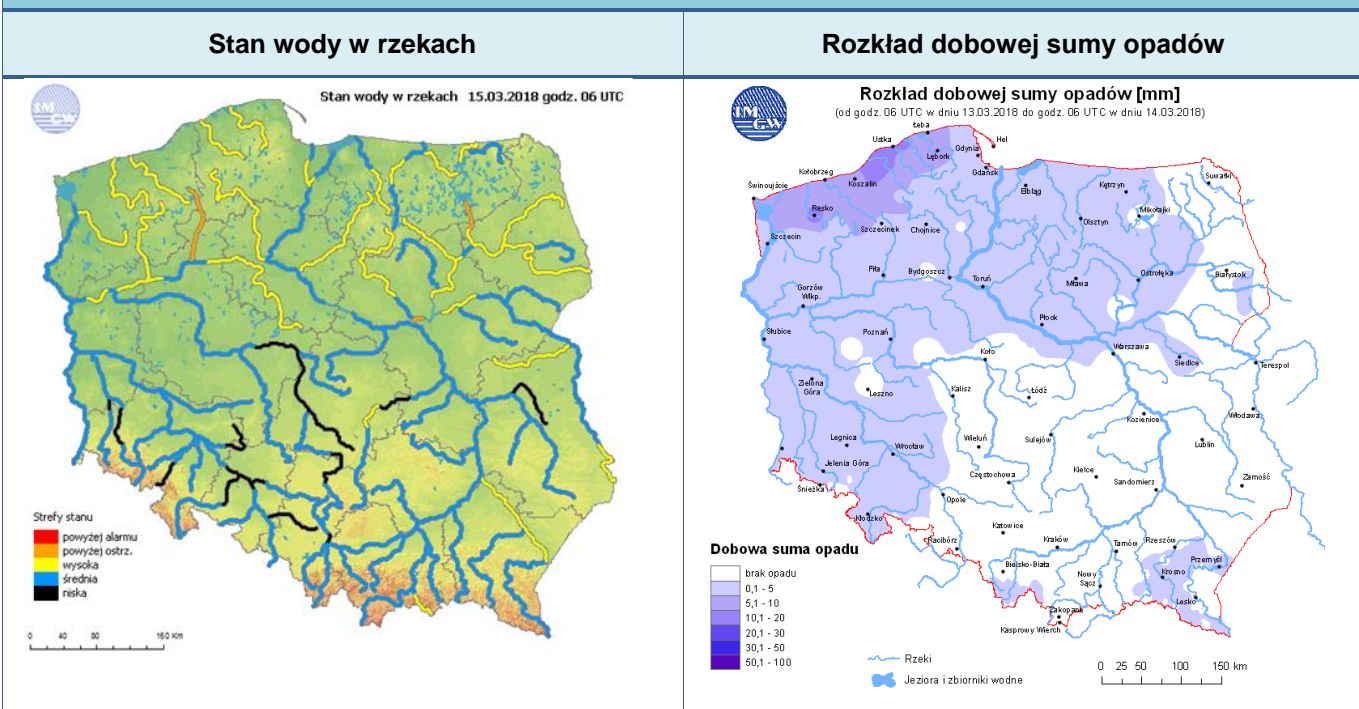 Stan wody w rzekach
Rozkład dobowej sumy opadów
IMGW
Stan wody w rzekach 15.03.2018 godz. 06 UTC
Strefy stanu
powyżej alarmu
powyżej ostrz.
wysoka
średnia
niska
0 40 80 160 Km
IMGW
Rozkład dobowej sumy opadów [mm]
(od godz. 06 UTC w dniu 13.03.2018 do godz. 06 UTC w dniu 14.03.2018)
Łeba
Ustka
Hel
Gdynia
Lębork
Kołobrzeg
Koszalin
Gdańsk
Świnoujście
Elbląg
Kętrzyn
Suwałki
Resko
Mikołajki
Olsztyn
Szczecinek
Chojnice
Szczecin
Piła
Bydgoszcz
Toruń
Mława
Ostrołęka
Białystok
Gorzów
Wlkp.
Płock
Słubice
Poznań
Koło
Warszawa
Siedlce
Terespol
Zielona
Góra
Leszno
Kalisz
Łódź
Kozienice
Włodawa
Legnica
Wrocław
Wieluń
Sulejów
Lublin
Jelenia Góra
Częstochowa
Kielce
Sandomierz
Zamość
Śnieżka
Opole
Kłodzko
Katowice
Racibórz
Kraków
Tarnów
Rzeszów
Przemyśl
Bielsko-Biała
Nowy
Sącz
Krosno
Lesko
Zakopane
Kasprowy Wierch
Dobowa suma opadu
brak opadu
0,1 - 5
5,1 - 10
10,1 - 20
20,1 - 30
30,1 - 50
50,1 - 100
Rzeki
Jeziora i zbiorniki wodne
0 25 50 100 150 km